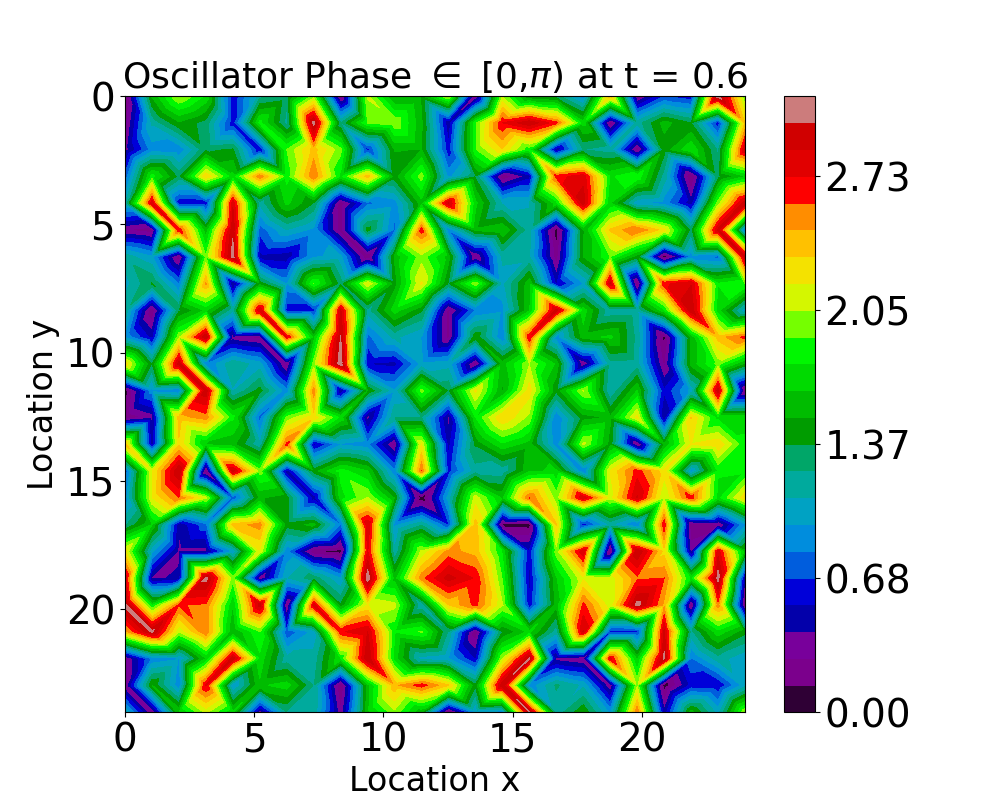 Oscillator Phase ∈ [0,π) at t = 0.6
0
5
10
15
20
Location y
0 5 10 15 20
Location x
2.73
2.05
1.37
0.68
0.00